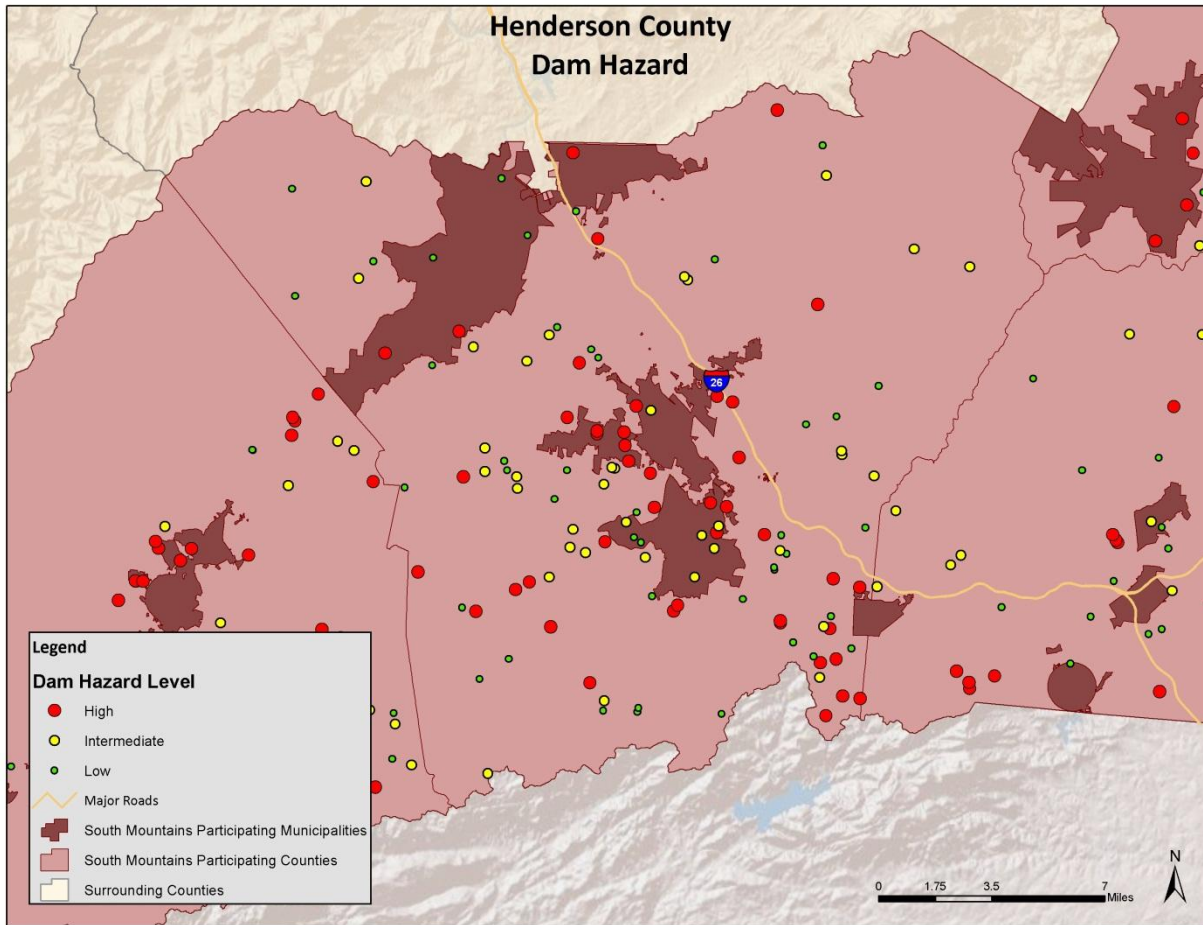 Henderson County
Dam Hazard
26
Legend
Dam Hazard Level
High
Intermediate
Low
Major Roads
South Mountains Participating Municipalities
South Mountains Participating Counties
Surrounding Counties
N
0 1.75 3.5 7
Miles